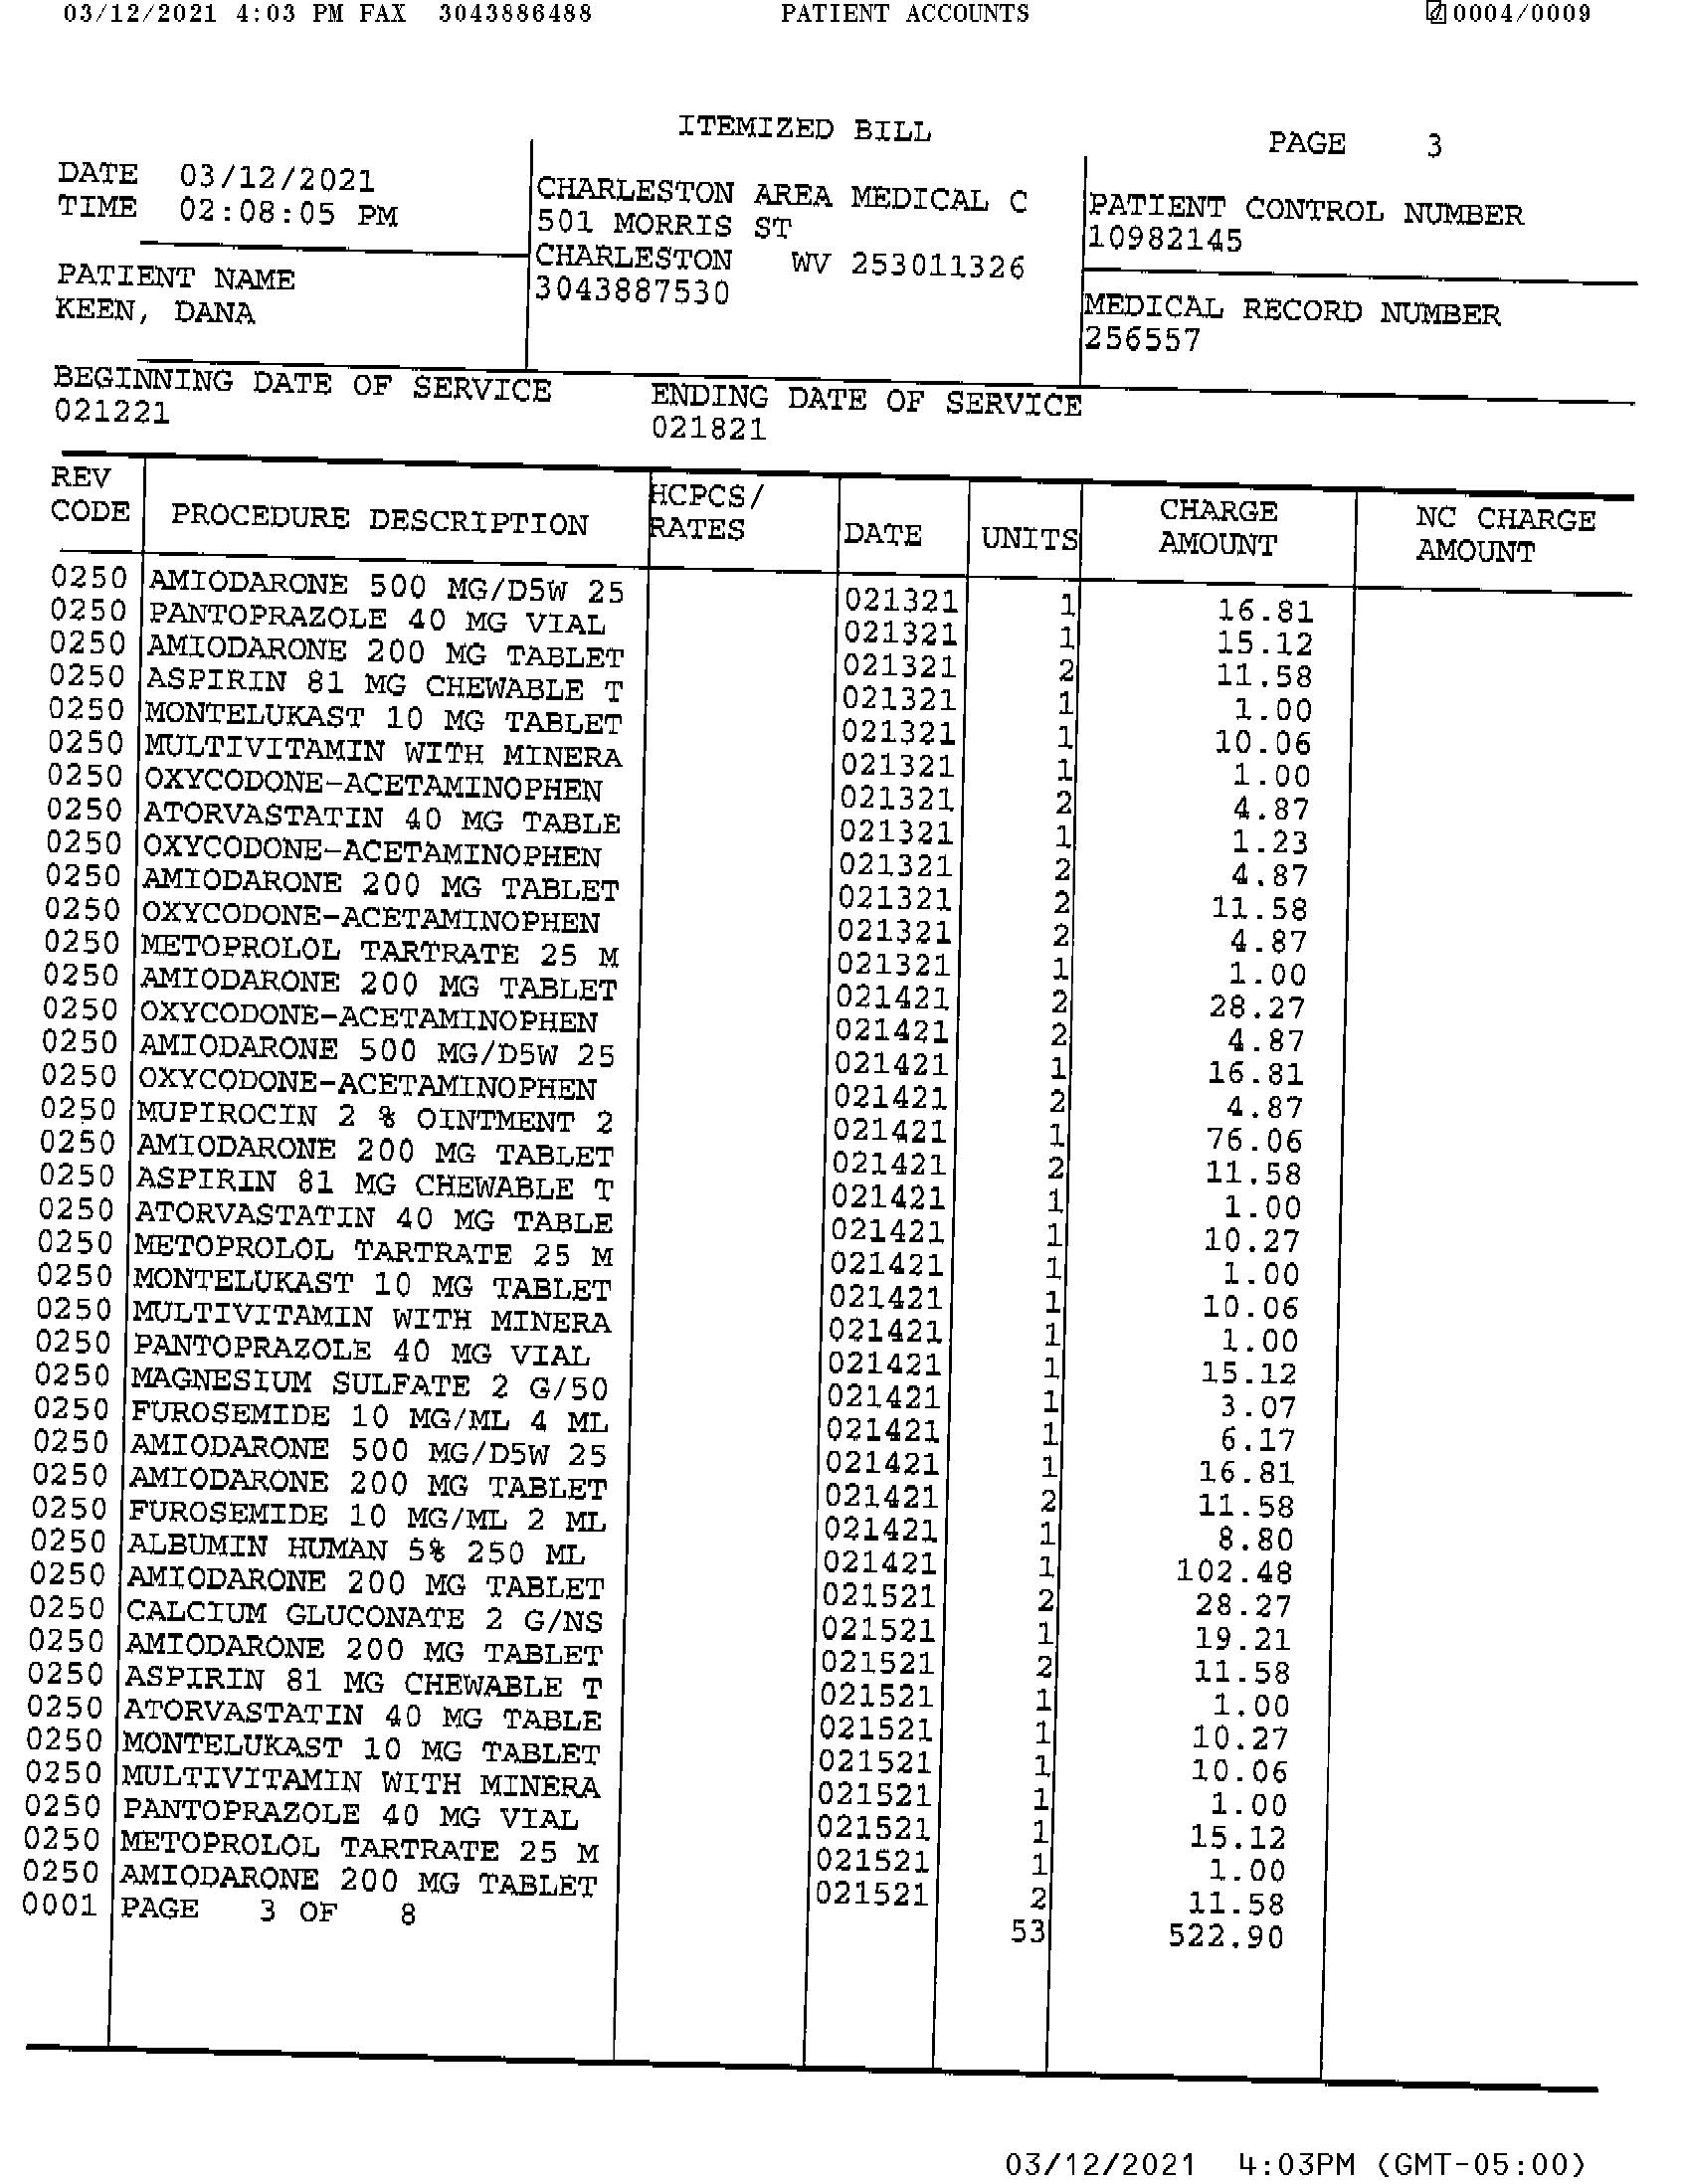 03/12/2021 4:03 PM FAX 3043886488 PATIENT ACCOUNTS 0004/0009
ITEMIZED BILL
PAGE 3
DATE 03/12/2021
TIME 02:08:05 PM
CHARLESTON AREA MEDICAL C
501 MORRIS ST
CHARLESTON WV 253011326
3043887530
PATIENT CONTROL NUMBER
10982145
PATIENT NAME
KEEN, DANA
MEDICAL RECORD NUMBER
256557
BEGINNING DATE OF SERVICE
021221
ENDING DATE OF SERVICE
021821
REV CODE PROCEDURE DESCRIPTION HCPCS/ RATES DATE UNITS CHARGE AMOUNT NC CHARGE AMOUNT
0250 AMIODARONE 500 MG/D5W 25 021321 1 16.81
0250 PANTOPRAZOLE 40 MG VIAL 021321 1 15.12
0250 AMIODARONE 200 MG TABLET 021321 2 11.58
0250 ASPIRIN 81 MG CHEWABLE T 021321 1 1.00
0250 MONTELUKAST 10 MG TABLET 021321 1 10.06
0250 MULTIVITAMIN WITH MINERA 021321 1 1.00
0250 OXYCODONE-ACETAMINOPHEN 021321 2 4.87
0250 ATORVASTATIN 40 MG TABLE 021321 1 1.23
0250 OXYCODONE-ACETAMINOPHEN 021321 2 4.87
0250 AMIODARONE 200 MG TABLET 021321 2 11.58
0250 OXYCODONE-ACETAMINOPHEN 021321 2 4.87
0250 METOPROLOL TARTRATE 25 M 021321 1 1.00
0250 AMIODARONE 200 MG TABLET 021421 2 28.27
0250 OXYCODONE-ACETAMINOPHEN 021421 2 4.87
0250 AMIODARONE 500 MG/D5W 25 021421 1 16.81
0250 OXYCODONE-ACETAMINOPHEN 021421 2 4.87
0250 MUPIROCIN 2 % OINTMENT 2 021421 1 76.06
0250 AMIODARONE 200 MG TABLET 021421 2 11.58
0250 ASPIRIN 81 MG CHEWABLE T 021421 1 1.00
0250 ATORVASTATIN 40 MG TABLE 021421 1 10.27
0250 METOPROLOL TARTRATE 25 M 021421 1 1.00
0250 MONTELUKAST 10 MG TABLET 021421 1 10.06
0250 MULTIVITAMIN WITH MINERA 021421 1 1.00
0250 PANTOPRAZOLE 40 MG VIAL 021421 1 15.12
0250 MAGNESIUM SULFATE 2 G/50 021421 1 3.07
0250 FUROSEMIDE 10 MG/ML 4 ML 021421 1 6.17
0250 AMIODARONE 500 MG/D5W 25 021421 1 16.81
0250 AMIODARONE 200 MG TABLET 021421 2 11.58
0250 FUROSEMIDE 10 MG/ML 2 ML 021421 1 8.80
0250 ALBUMIN HUMAN 5% 250 ML 021421 1 102.48
0250 AMIODARONE 200 MG TABLET 021521 2 28.27
0250 CALCIUM GLUCONATE 2 G/NS 021521 1 19.21
0250 AMIODARONE 200 MG TABLET 021521 2 11.58
0250 ASPIRIN 81 MG CHEWABLE T 021521 1 1.00
0250 ATORVASTATIN 40 MG TABLE 021521 1 10.27
0250 MONTELUKAST 10 MG TABLET 021521 1 10.06
0250 MULTIVITAMIN WITH MINERA 021521 1 1.00
0250 PANTOPRAZOLE 40 MG VIAL 021521 1 15.12
0250 METOPROLOL TARTRATE 25 M 021521 1 1.00
0250 AMIODARONE 200 MG TABLET 021521 2 11.58
0001 PAGE 3 OF 8 53 522.90
03/12/2021 4:03PM (GMT-05:00)